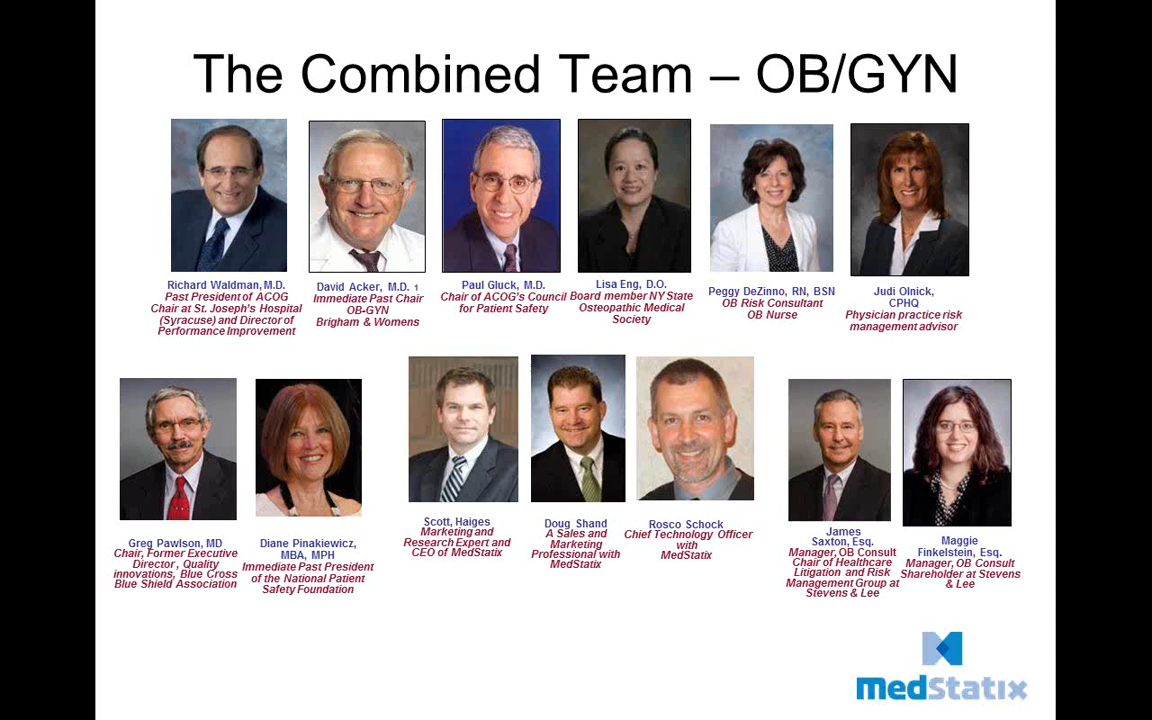 The Combined Team – OB/GYN
Richard Waldman, M.D.
Past President of ACOG
Chair at St. Joseph's Hospital
(Syracuse) and Director of
Performance Improvement
David Acker, M.D. 1
Immediate Past Chair
OB-GYN
Brigham & Womens
Paul Gluck, M.D.
Chair of ACOG's Council
for Patient Safety
Lisa Eng, D.O.
Board member NY State
Osteopathic Medical
Society
Peggy DeZinno, RN, BSN
OB Risk Consultant
OB Nurse
Judi Olnick,
CPHQ
Physician practice risk
management advisor
Greg Pawlson, MD
Chair, Former Executive
Director, Quality
innovations, Blue Cross
Blue Shield Association
Diane Pinakiewicz,
MBA, MPH
Immediate Past President
of the National Patient
Safety Foundation
Scott, Haiges
Marketing and
Research Expert and
CEO of MedStatix
Doug Shand
A Sales and
Marketing
Professional with
MedStatix
Rosco Schock
Chief Technology Officer
with
MedStatix
James
Saxton, Esq.
Manager, OB Consult
Chair of Healthcare
Litigation and Risk
Management Group at
Stevens & Lee
Maggie
Finkelstein, Esq.
Manager, OB Consult
Shareholder at Stevens
& Lee
medStatix